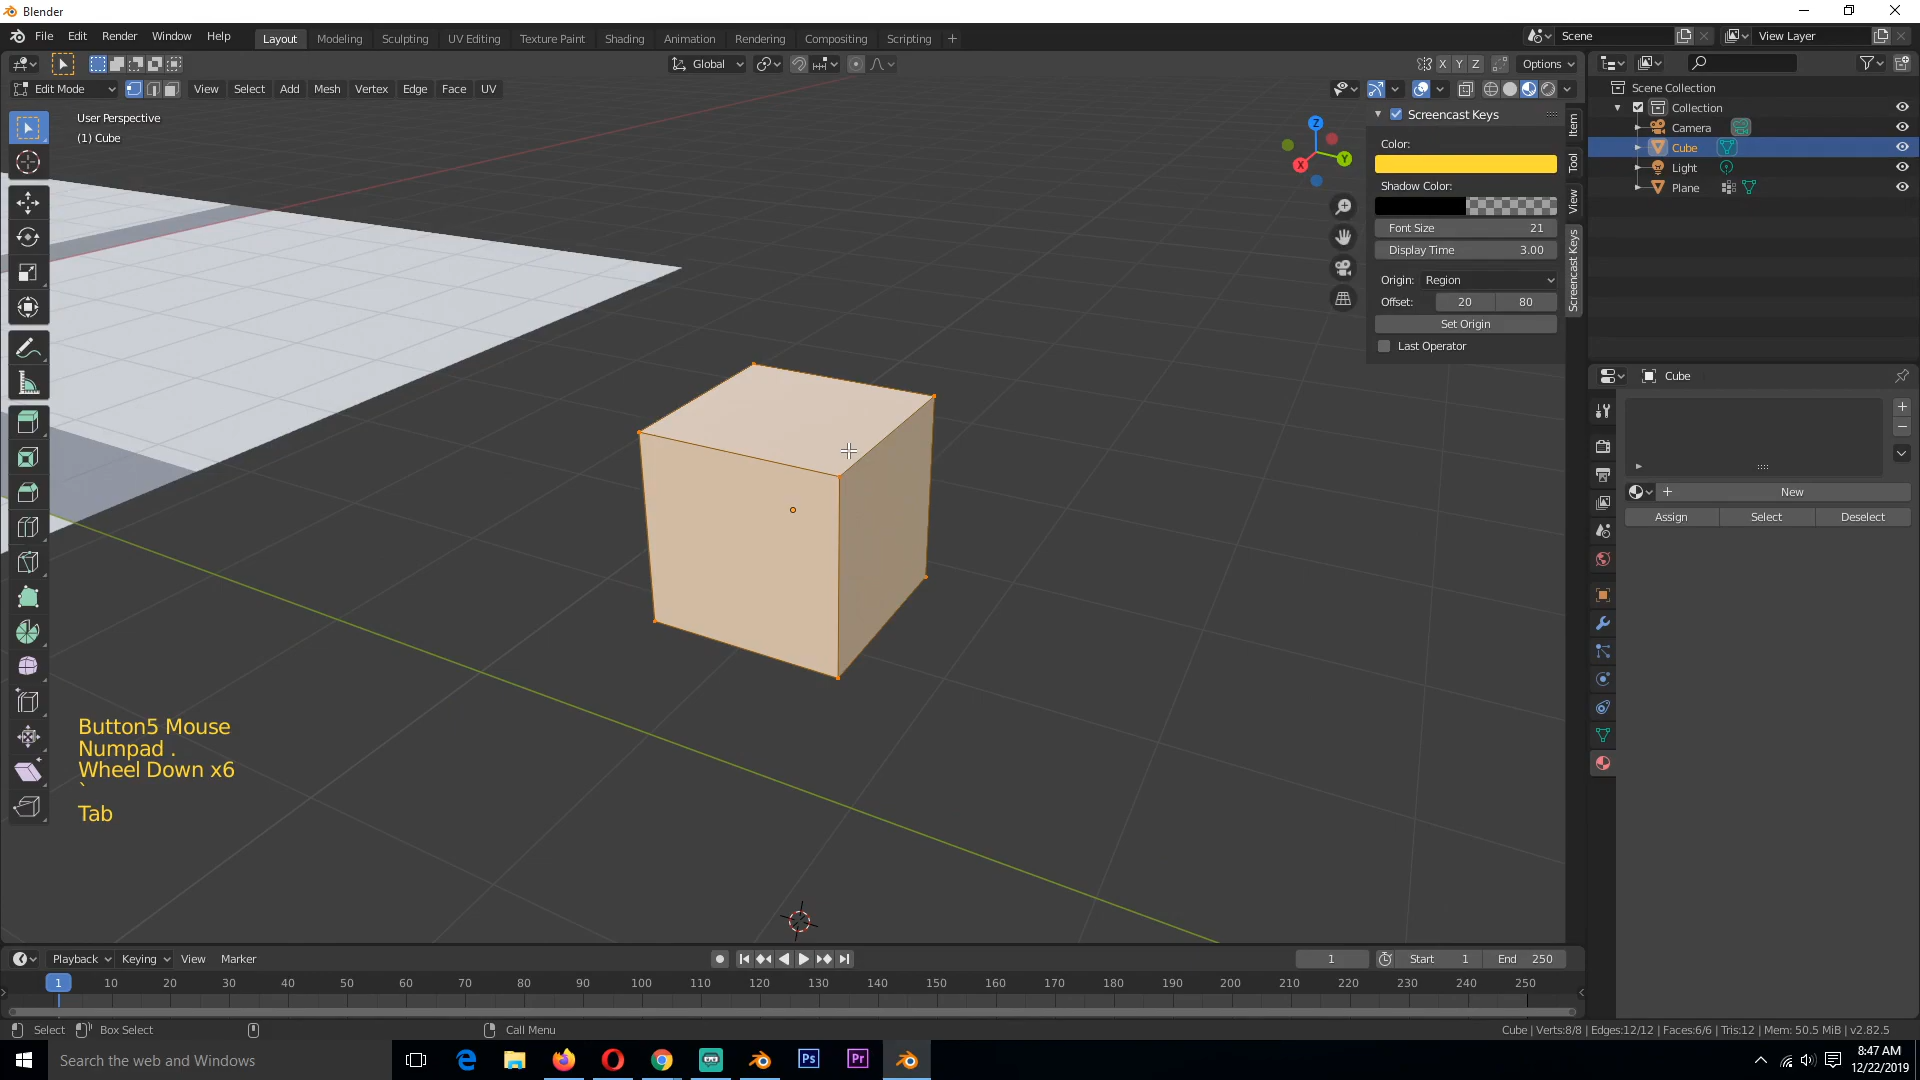 Blender
File Edit Render Window Help
Layout Modeling Sculpting UV Editing Texture Paint Shading Animation Rendering Compositing Scripting +
Scene
View Layer
Global
X Y Z
Options
Edit Mode
View Select Add Mesh Vertex Edge Face UV
User Perspective
(1) Cube
Z
Y
X
Screencast Keys
Color:
Shadow Color:
Font Size 21
Display Time 3.00
Origin: Region
Offset: 20 80
Set Origin
Last Operator
Item
Tool
View
Screencast Keys
Scene Collection
Collection
Camera
Cube
Light
Plane
Cube
New
Assign Select Deselect
Button5 Mouse
Numpad .
Wheel Down x6
`
Tab
Playback Keying View Marker
1
Start 1
End 250
1 10 20 30 40 50 60 70 80 90 100 110 120 130 140 150 160 170 180 190 200 210 220 230 240 250
Select Box Select Call Menu
Cube | Verts:8/8 | Edges:12/12 | Faces:6/6 | Tris:12 | Mem: 50.5 MiB | v2.82.5
Search the web and Windows
Ps
Pr
8:47 AM
12/22/2019